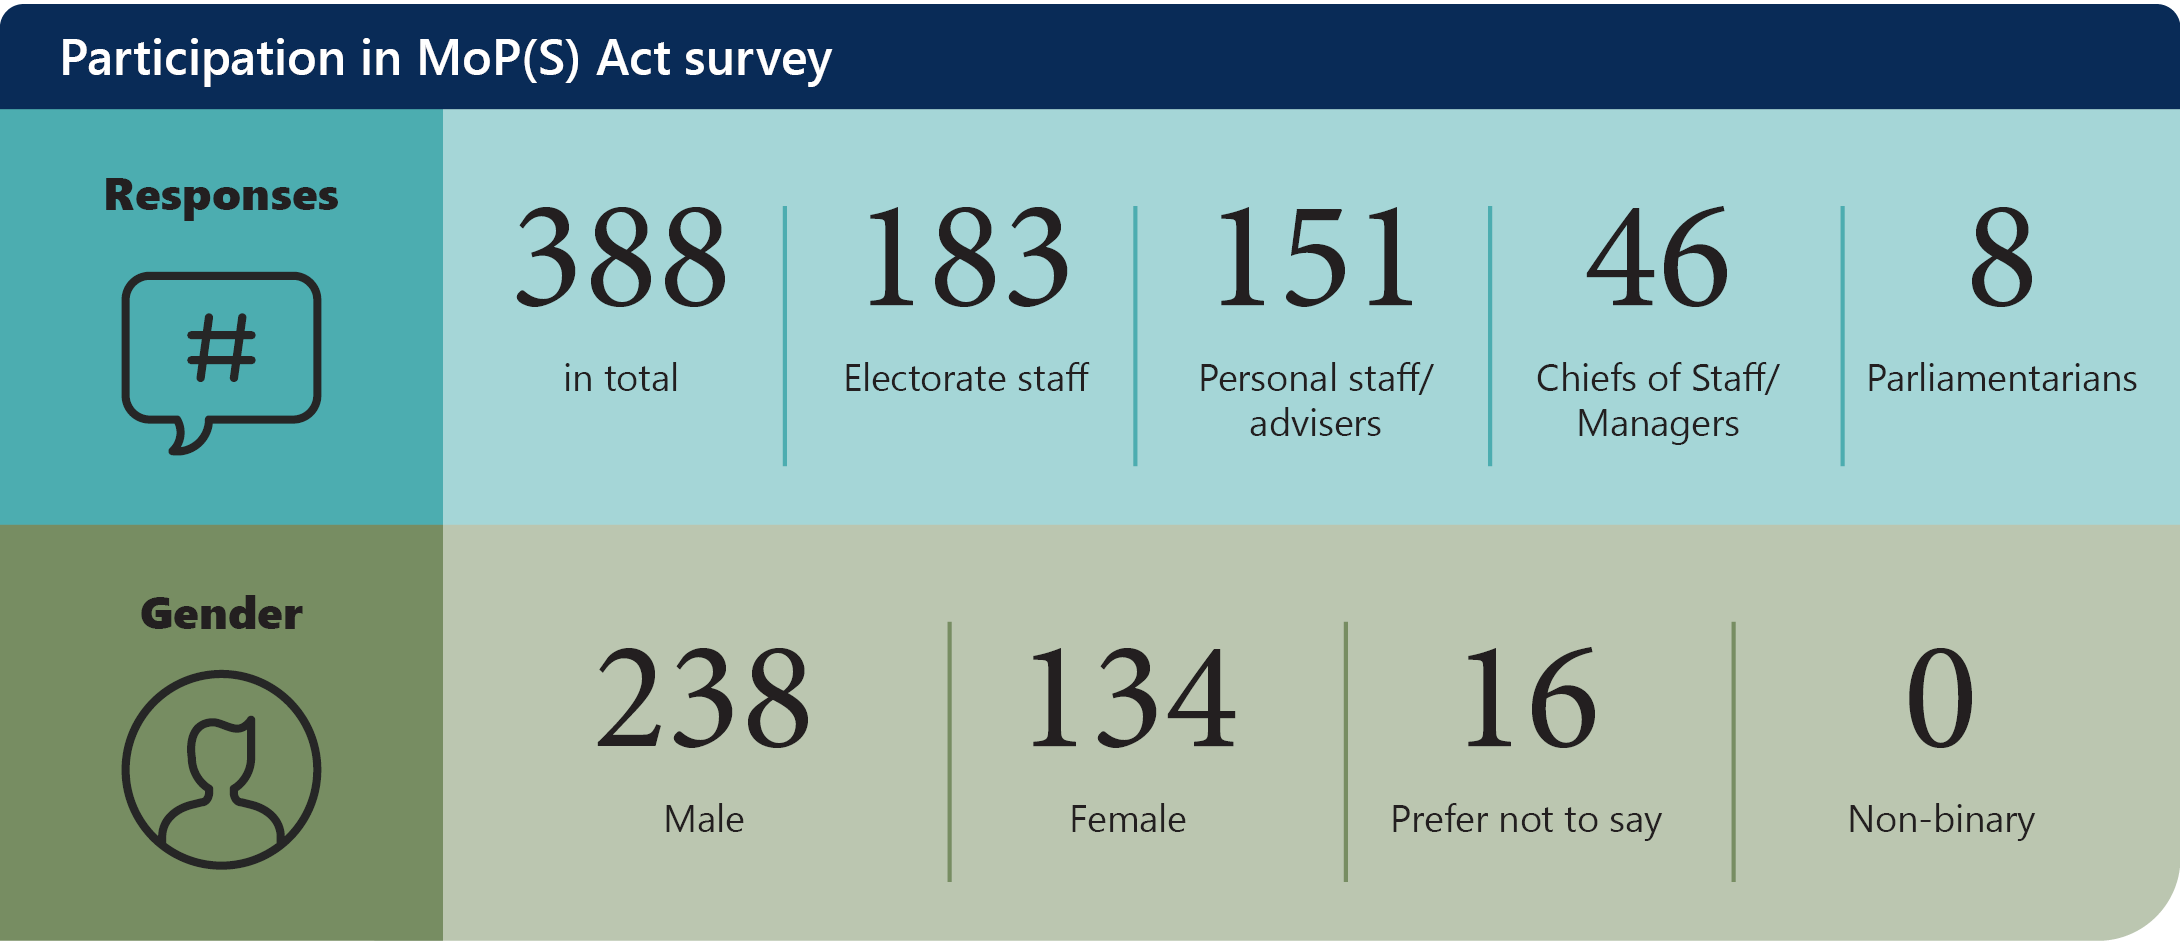 Participation in MoP(S) Act survey
Responses
#
388
in total
183
Electorate staff
151
Personal staff/
advisers
46
Chiefs of Staff/
Managers
8
Parliamentarians
Gender
238
Male
134
Female
16
Prefer not to say
0
Non-binary